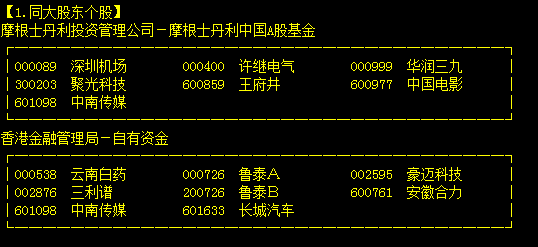 【1.同大股东个股】
摩根士丹利投资管理公司－摩根士丹利中国A股基金
000089 深圳机场 000400 许继电气 000999 华润三九
300203 聚光科技 600859 王府井 600977 中国电影
601098 中南传媒
香港金融管理局－自有资金
000538 云南白药 000726 鲁泰Ａ 002595 豪迈科技
002876 三利谱 200726 鲁泰Ｂ 600761 安徽合力
601098 中南传媒 601633 长城汽车